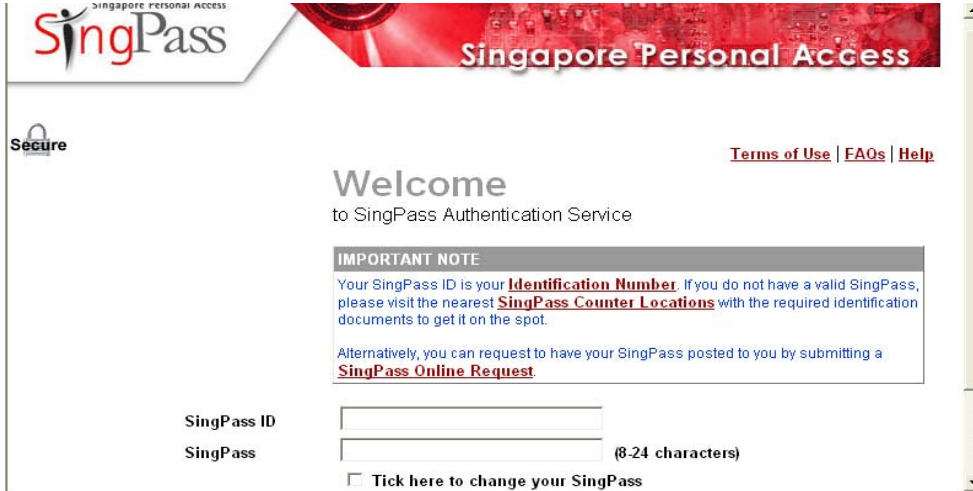 Singapore Personal Access
SingPass
Singapore Personal Access
Secure
Terms of Use | FAQs | Help
Welcome
to SingPass Authentication Service
IMPORTANT NOTE
Your SingPass ID is your Identification Number. If you do not have a valid SingPass,
please visit the nearest SingPass Counter Locations with the required identification
documents to get it on the spot.
Alternatively, you can request to have your SingPass posted to you by submitting a
SingPass Online Request.
SingPass ID
SingPass (8-24 characters)
Tick here to change your SingPass